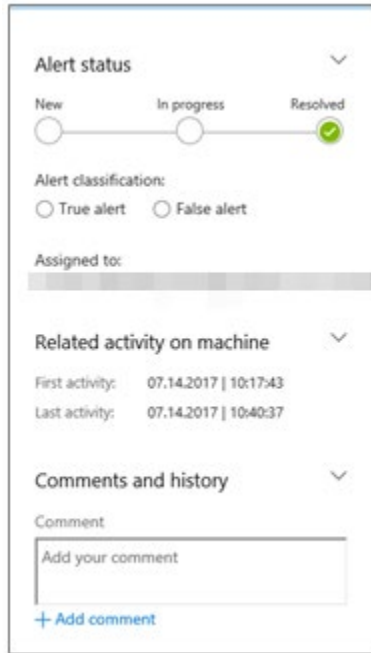 Alert status
New In progress Resolved
Alert classification:
True alert False alert
Assigned to:
Related activity on machine
First activity: 07.14.2017 | 10:17:43
Last activity: 07.14.2017 | 10:40:37
Comments and history
Comment
Add your comment
+ Add comment